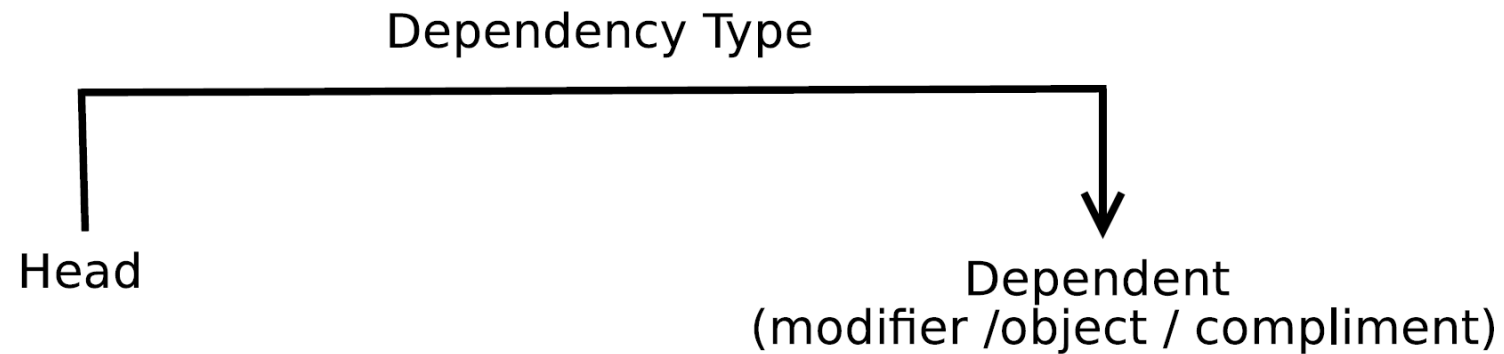 Dependency Type
Head
Dependent
(modifier /object / compliment)